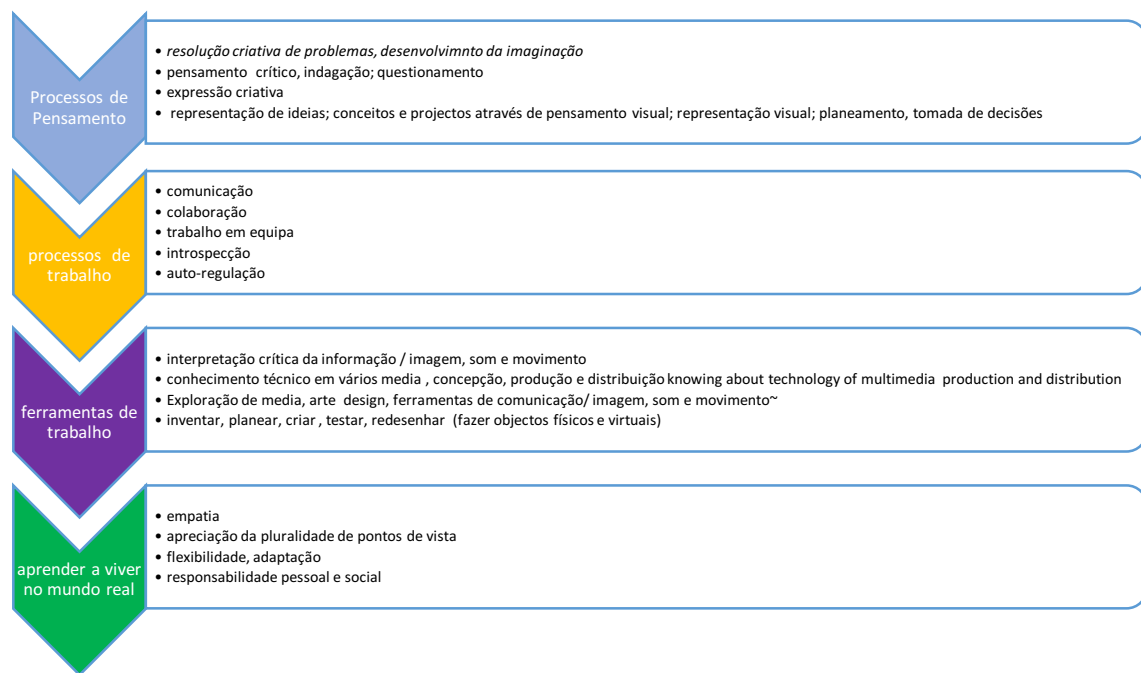 Processos de
Pensamento
• resolução criativa de problemas, desenvolvimnto da imaginação
• pensamento crítico, indagação; questionamento
• expressão criativa
• representação de ideias; conceitos e projectos através de pensamento visual; representação visual; planeamento, tomada de decisões
processos de
trabalho
• comunicação
• colaboração
• trabalho em equipa
• introspecção
• auto-regulação
ferramentas de
trabalho
• interpretação crítica da informação / imagem, som e movimento
• conhecimento técnico em vários media , concepção, produção e distribuição knowing about technology of multimedia production and distribution
• Exploração de media, arte design, ferramentas de comunicação/ imagem, som e movimento~
• inventar, planear, criar , testar, redesenhar (fazer objectos físicos e virtuais)
aprender a viver
no mundo real
• empatia
• apreciação da pluralidade de pontos de vista
• flexibilidade, adaptação
• responsabilidade pessoal e social